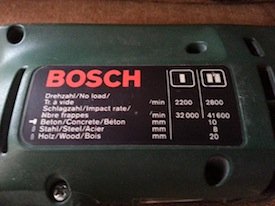 BOSCH
Drehzahl/No load/
Tr. à vide /min 2200 2800
Schlagzahl/Impact rate/
Nbre frappes /min 32000 41600
Beton/Concrete/Béton mm 10
Stahl/Steel/Acier mm 8
Holz/Wood/Bois mm 20